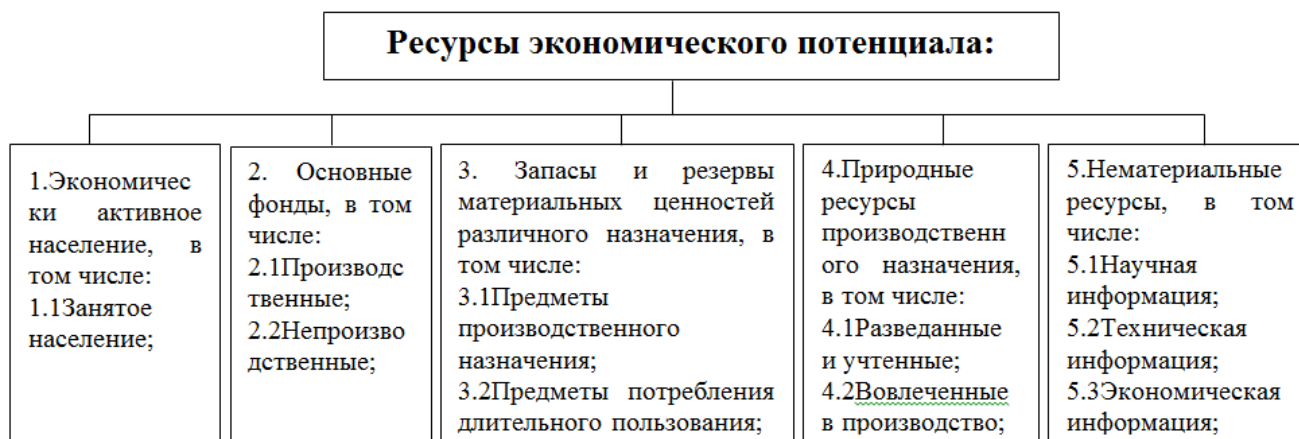 Ресурсы экономического потенциала:
1.Экономичес
ки активное
население, в
том числе:
1.1Занятое
население;
2. Основные
фонды, в том
числе:
2.1Производс
твенные;
2.2Непроизво
дственные;
3. Запасы и резервы
материальных ценностей
различного назначения, в
том числе:
3.1Предметы
производственного
назначения;
3.2Предметы потребления
длительного пользования;
4.Природные
ресурсы
производственн
ого назначения,
в том числе:
4.1Разведанные
и учтенные;
4.2Вовлеченные
в производство;
5.Нематериальные
ресурсы, в том
числе:
5.1Научная
информация;
5.2Техническая
информация;
5.3Экономическая
информация;